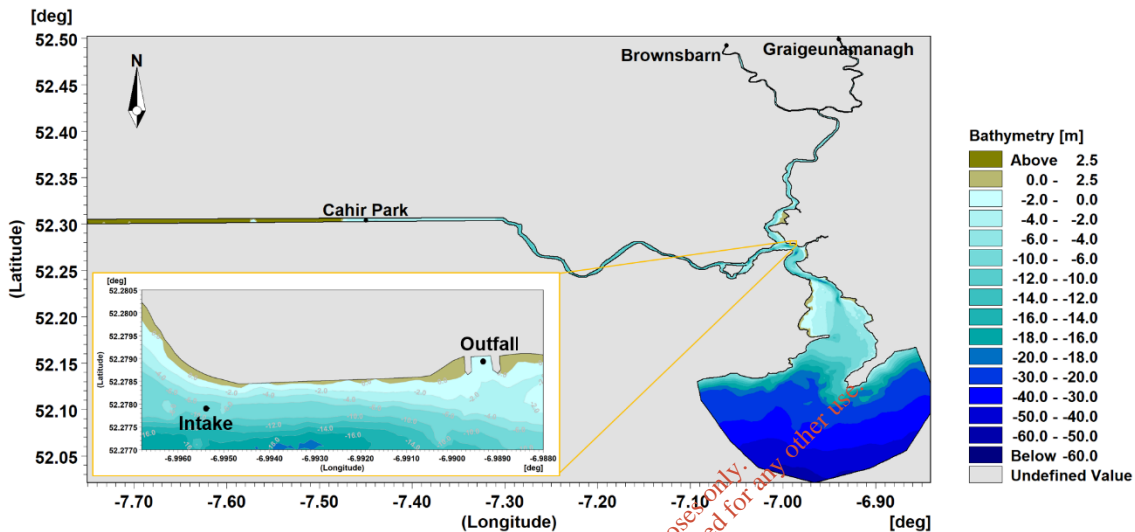 [deg]
52.50
52.45
52.40
52.35
52.30
52.25
52.20
52.15
52.10
52.05
(Latitude)
N
Brownsbarn
Graigeunamanagh
Cahir Park
[deg]
52.2805
52.2800
52.2795
52.2790
52.2785
52.2780
52.2775
52.2770
(Latitude)
Outfall
Intake
-6.9960 -6.9950 -6.9940 -6.9930 -6.9920 -6.9910 -6.9900 -6.9890 -6.9880
(Longitude) [deg]
-7.70 -7.60 -7.50 -7.40 -7.30 -7.20 -7.10 -7.00 -6.90
(Longitude) [deg]
oses only.
ed for any other use.
Bathymetry [m]
Above 2.5
0.0 - 2.5
-2.0 - 0.0
-4.0 - -2.0
-6.0 - -4.0
-10.0 - -6.0
-12.0 - -10.0
-14.0 - -12.0
-16.0 - -14.0
-18.0 - -16.0
-20.0 - -18.0
-30.0 - -20.0
-40.0 - -30.0
-50.0 - -40.0
-60.0 - -50.0
Below -60.0
Undefined Value